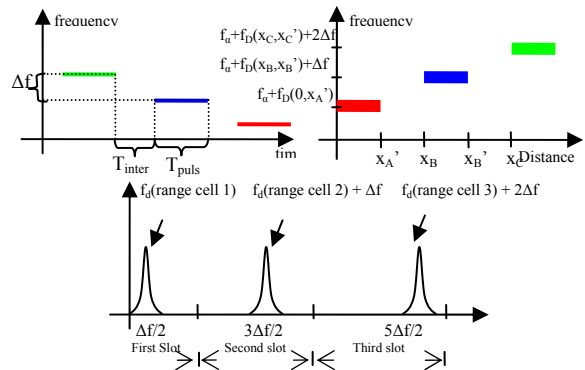 frequency
Δf
T_inter
T_puls
tim
frequency
f_α+f_D(x_C,x_C')+2Δf
f_α+f_D(x_B,x_B')+Δf
f_α+f_D(0,x_A')
x_A'
x_B
x_B'
x_C
Distance
f_d(range cell 1)
f_d(range cell 2) + Δf
f_d(range cell 3) + 2Δf
Δf/2
3Δf/2
5Δf/2
First Slot
Second slot
Third slot